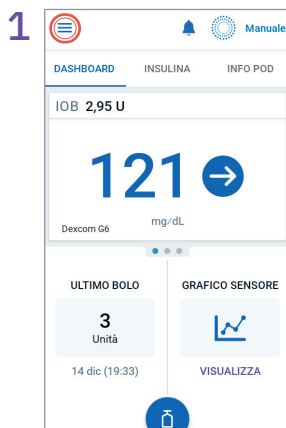 1
Manuale
DASHBOARD INSULINA INFO POD
IOB 2,95 U
121
mg/dL
Dexcom G6
ULTIMO BOLO GRAFICO SENSORE
3
Unità
14 dic (19:33) VISUALIZZA